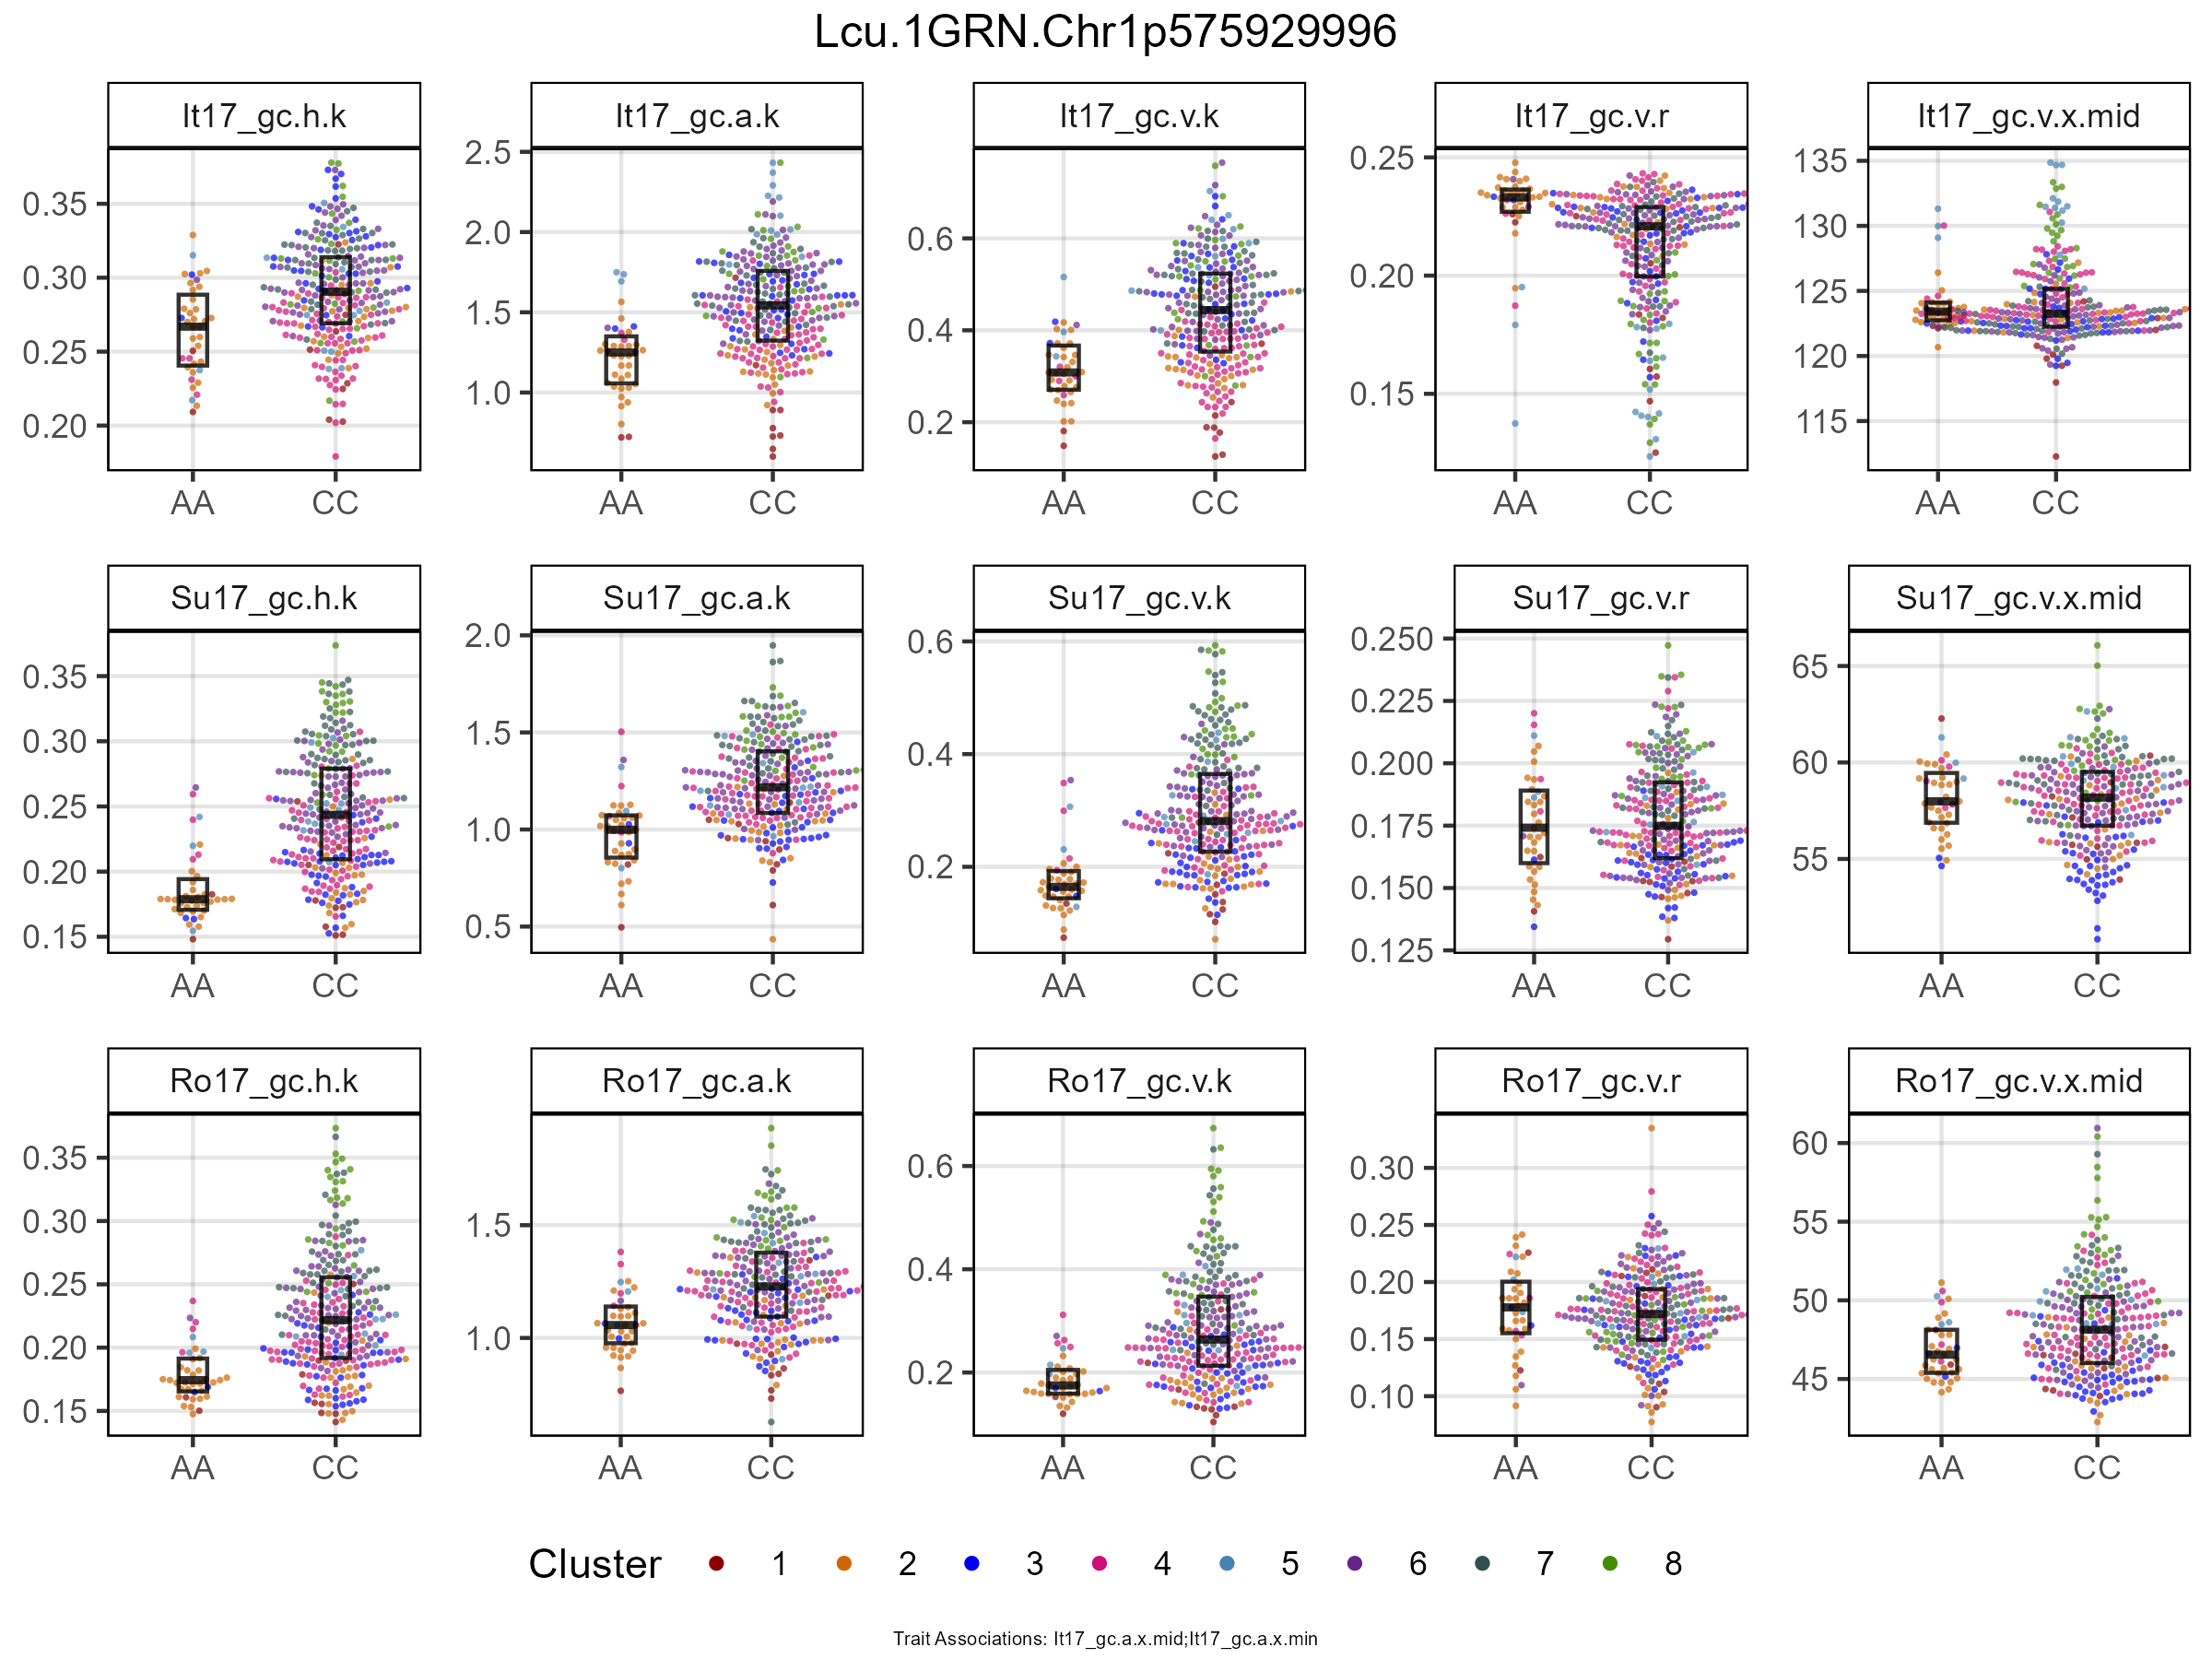 Lcu.1GRN.Chr1p575929996
It17_gc.h.k
It17_gc.a.k
It17_gc.v.k
It17_gc.v.r
It17_gc.v.x.mid
0.35
0.30
0.25
0.20
AA CC
2.5
2.0
1.5
1.0
AA CC
0.6
0.4
0.2
AA CC
0.25
0.20
0.15
AA CC
135
130
125
120
115
AA CC
Su17_gc.h.k
Su17_gc.a.k
Su17_gc.v.k
Su17_gc.v.r
Su17_gc.v.x.mid
0.35
0.30
0.25
0.20
0.15
AA CC
2.0
1.5
1.0
0.5
AA CC
0.6
0.4
0.2
AA CC
0.250
0.225
0.200
0.175
0.150
0.125
AA CC
65
60
55
AA CC
Ro17_gc.h.k
Ro17_gc.a.k
Ro17_gc.v.k
Ro17_gc.v.r
Ro17_gc.v.x.mid
0.35
0.30
0.25
0.20
0.15
AA CC
1.5
1.0
AA CC
0.6
0.4
0.2
AA CC
0.30
0.25
0.20
0.15
0.10
AA CC
60
55
50
45
AA CC
Cluster 1 2 3 4 5 6 7 8
Trait Associations: It17_gc.a.x.mid;It17_gc.a.x.min